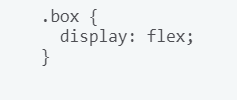 .box {
  display: flex;
}